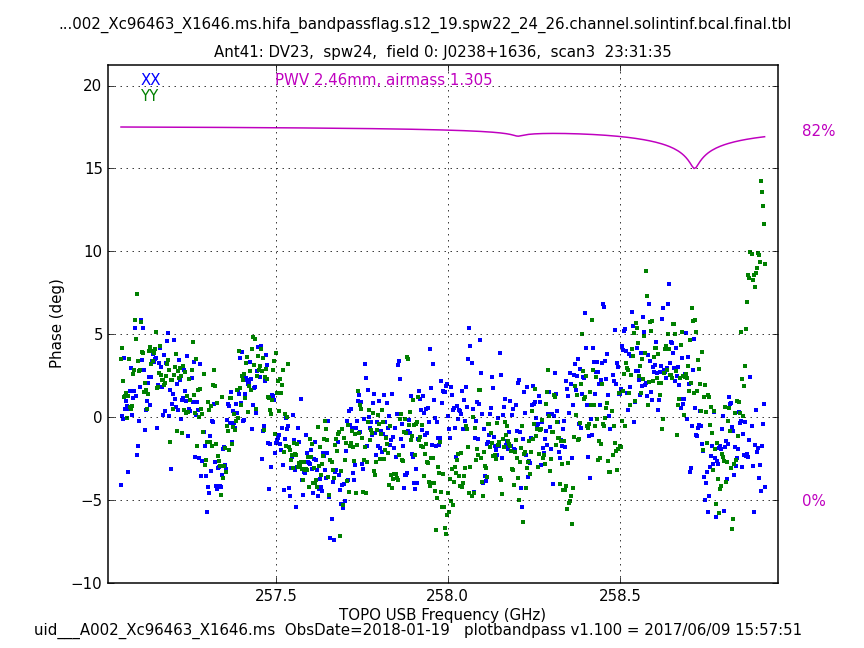 ...002_Xc96463_X1646.ms.hifa_bandpassflag.s12_19.spw22_24_26.channel.solintinf.bcal.final.tbl
Ant41: DV23,  spw24,  field 0: J0238+1636,  scan3  23:31:35
XX
PWV 2.46mm, airmass 1.305
YY
20
15
10
5
0
−5
−10
82%
0%
Phase (deg)
257.5
258.0
258.5
TOPO USB Frequency (GHz)
uid___A002_Xc96463_X1646.ms  ObsDate=2018-01-19   plotbandpass v1.100 = 2017/06/09 15:57:51